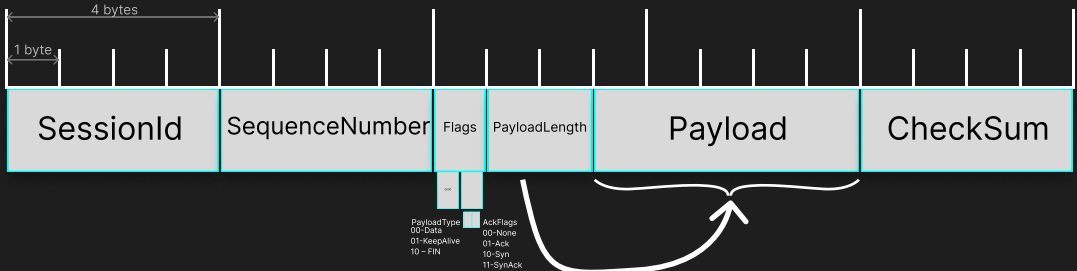 4 bytes
1 byte
SessionId
SequenceNumber
Flags
PayloadLength
Payload
CheckSum
PayloadType
00-Data
01-KeepAlive
10 – FIN
AckFlags
00-None
01-Ack
10-Syn
11-SynAck